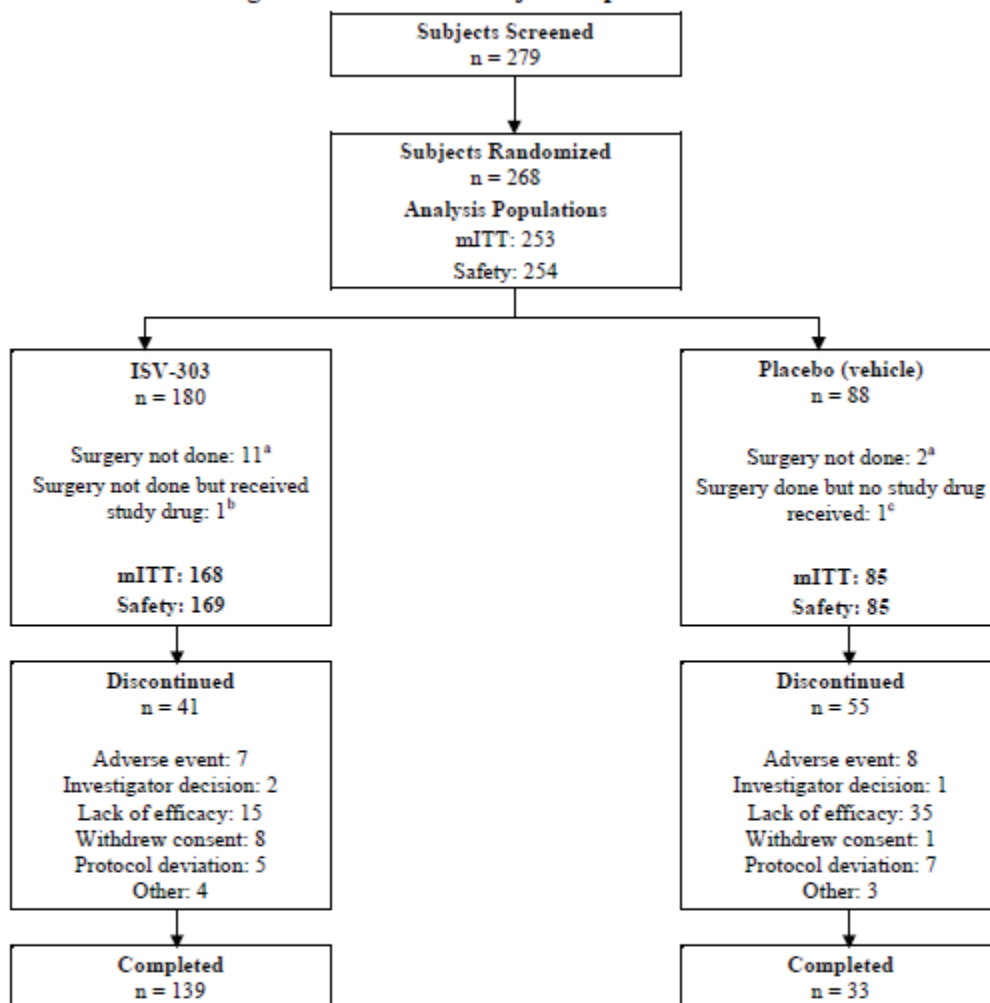 Subjects Screened
n = 279
Subjects Randomized
n = 268
Analysis Populations
mITT: 253
Safety: 254
ISV-303
n = 180
Surgery not done: 11ᵃ
Surgery not done but received
study drug: 1ᵇ
mITT: 168
Safety: 169
Placebo (vehicle)
n = 88
Surgery not done: 2ᵃ
Surgery done but no study drug
received: 1ᶜ
mITT: 85
Safety: 85
Discontinued
n = 41
Adverse event: 7
Investigator decision: 2
Lack of efficacy: 15
Withdrew consent: 8
Protocol deviation: 5
Other: 4
Discontinued
n = 55
Adverse event: 8
Investigator decision: 1
Lack of efficacy: 35
Withdrew consent: 1
Protocol deviation: 7
Other: 3
Completed
n = 139
Completed
n = 33